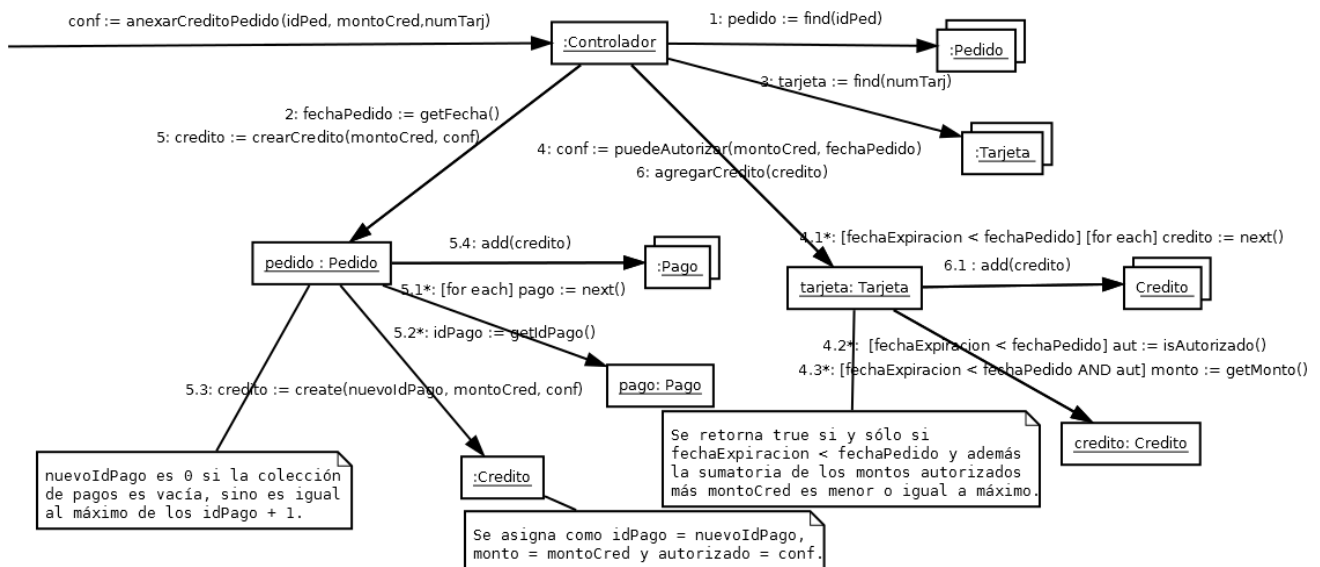 conf := anexarCreditoPedido(idPed, montoCred,numTarj)
1: pedido := find(idPed)
:Controlador
:Pedido
3: tarjeta := find(numTarj)
2: fechaPedido := getFecha()
5: credito := crearCredito(montoCred, conf)
4: conf := puedeAutorizar(montoCred, fechaPedido)
6: agregarCredito(credito)
:Tarjeta
4.1*: [fechaExpiracion < fechaPedido] [for each] credito := next()
5.4: add(credito)
pedido : Pedido
:Pago
6.1 : add(credito)
tarjeta: Tarjeta
Credito
5.1*: [for each] pago := next()
5.2*: idPago := getIdPago()
4.2*:  [fechaExpiracion < fechaPedido] aut := isAutorizado()
4.3*: [fechaExpiracion < fechaPedido AND aut] monto := getMonto()
5.3: credito := create(nuevoIdPago, montoCred, conf)
pago: Pago
Se retorna true si y sólo si
fechaExpiracion < fechaPedido y además
la sumatoria de los montos autorizados
más montoCred es menor o igual a máximo.
credito: Credito
nuevoIdPago es 0 si la colección
de pagos es vacía, sino es igual
al máximo de los idPago + 1.
:Credito
Se asigna como idPago = nuevoIdPago,
monto = montoCred y autorizado = conf.